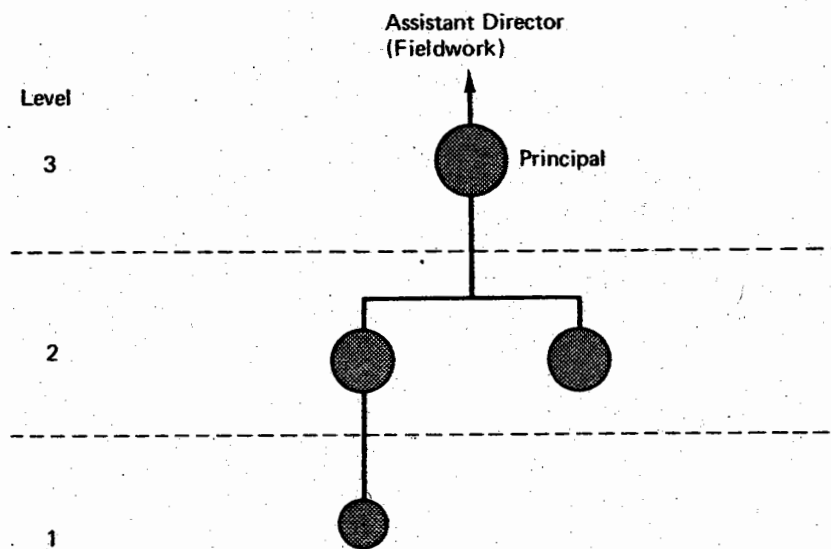 Assistant Director
(Fieldwork)
Level
3
Principal
2
1